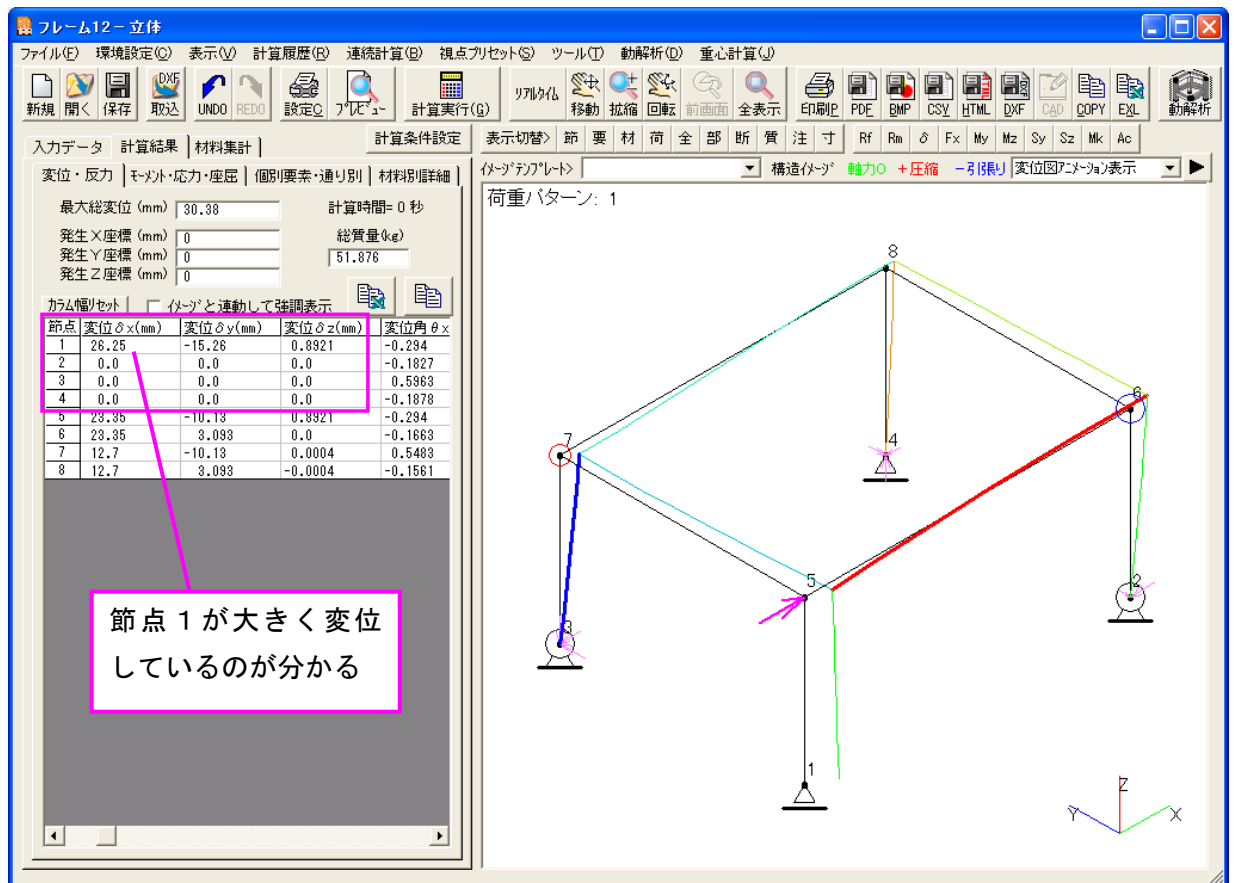 フレーム12－立体
ファイル(F) 環境設定(C) 表示(V) 計算履歴(R) 連続計算(B) 視点プリセット(S) ツール(T) 動解析(D) 重心計算(J)
新規 開く 保存 取込 UNDO REDO 設定C プレビュー 計算実行(G) リアルタイム 移動 拡縮 回転 前画面 全表示 印刷P PDF BMP CSV HTML DXF CAD COPY EXL 動解析
DXF
入力データ 計算結果 材料集計 計算条件設定
表示切替> 節 要 材 荷 全 部 断 質 注 寸 Rf Rm δ Fx My Mz Sy Sz Mk Ac
変位・反力 モーメント・応力・座屈 個別要素・通り別 材料別詳細
イメージテンプレート> 構造イメージ 軸力0 +圧縮 -引張り 変位図アニメーション表示
最大総変位 (mm) 30.38 計算時間= 0 秒
発生X座標 (mm) 0 総質量(kg)
発生Y座標 (mm) 0 51.876
発生Z座標 (mm) 0
カラム幅リセット イメージと連動して強調表示
節点 変位δx(mm) 変位δy(mm) 変位δz(mm) 変位角θx
1 26.25 -15.26 0.8921 -0.294
2 0.0 0.0 0.0 -0.1827
3 0.0 0.0 0.0 0.5963
4 0.0 0.0 0.0 -0.1878
5 23.35 -10.13 0.8921 -0.294
6 23.35 3.093 0.0 -0.1663
7 12.7 -10.13 0.0004 0.5483
8 12.7 3.093 -0.0004 -0.1561
節点１が大きく変位
しているのが分かる
荷重パターン: 1
8
6
7
4
5
2
3
1
Z
Y
X